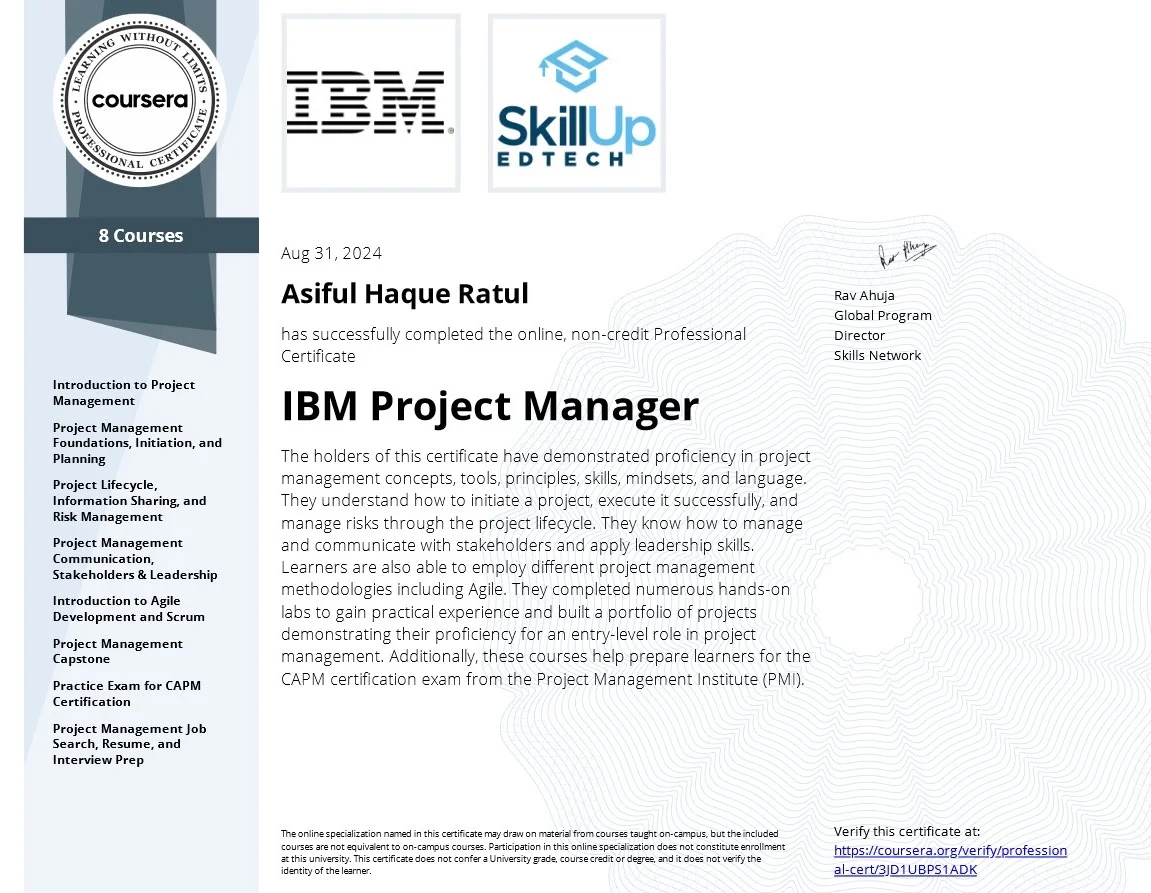 LEARNING WITHOUT LIMITS
coursera
PROFESSIONAL CERTIFICATE
IBM
SkillUp
EDTECH
8 Courses
Introduction to Project
Management
Project Management
Foundations, Initiation, and
Planning
Project Lifecycle,
Information Sharing, and
Risk Management
Project Management
Communication,
Stakeholders & Leadership
Introduction to Agile
Development and Scrum
Project Management
Capstone
Practice Exam for CAPM
Certification
Project Management Job
Search, Resume, and
Interview Prep
Aug 31, 2024
Asiful Haque Ratul
has successfully completed the online, non-credit Professional
Certificate
IBM Project Manager
The holders of this certificate have demonstrated proficiency in project
management concepts, tools, principles, skills, mindsets, and language.
They understand how to initiate a project, execute it successfully, and
manage risks through the project lifecycle. They know how to manage
and communicate with stakeholders and apply leadership skills.
Learners are also able to employ different project management
methodologies including Agile. They completed numerous hands-on
labs to gain practical experience and built a portfolio of projects
demonstrating their proficiency for an entry-level role in project
management. Additionally, these courses help prepare learners for the
CAPM certification exam from the Project Management Institute (PMI).
Rav Ahuja
Rav Ahuja
Global Program
Director
Skills Network
The online specialization named in this certificate may draw on material from courses taught on-campus, but the included
courses are not equivalent to on-campus courses. Participation in this online specialization does not constitute enrollment
at this university. This certificate does not confer a University grade, course credit or degree, and it does not verify the
identity of the learner.
Verify this certificate at:
https://coursera.org/verify/profession
al-cert/3JD1UBPS1ADK